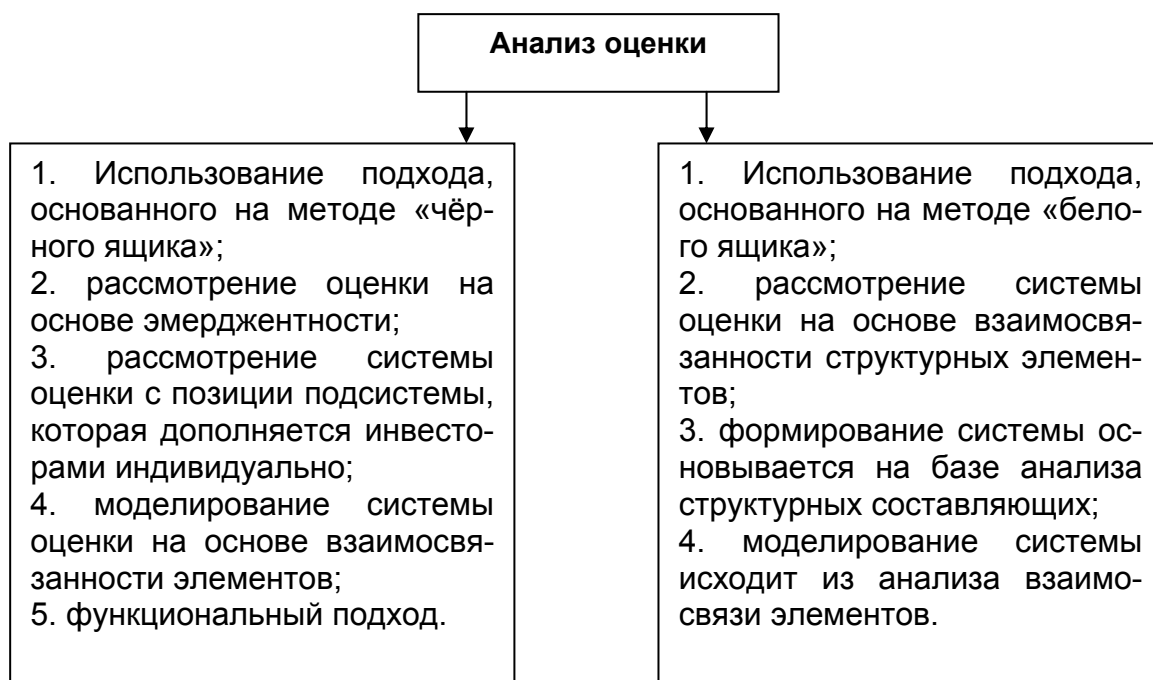 Анализ оценки
1. Использование подхода,
основанного на методе «чёр-
ного ящика»;
2. рассмотрение оценки на
основе эмерджентности;
3. рассмотрение системы
оценки с позиции подсистемы,
которая дополняется инвесто-
рами индивидуально;
4. моделирование системы
оценки на основе взаимосвя-
занности элементов;
5. функциональный подход.
1. Использование подхода,
основанного на методе «бело-
го ящика»;
2. рассмотрение системы
оценки на основе взаимосвя-
занности структурных элемен-
тов;
3. формирование системы ос-
новывается на базе анализа
структурных составляющих;
4. моделирование системы
исходит из анализа взаимо-
связи элементов.